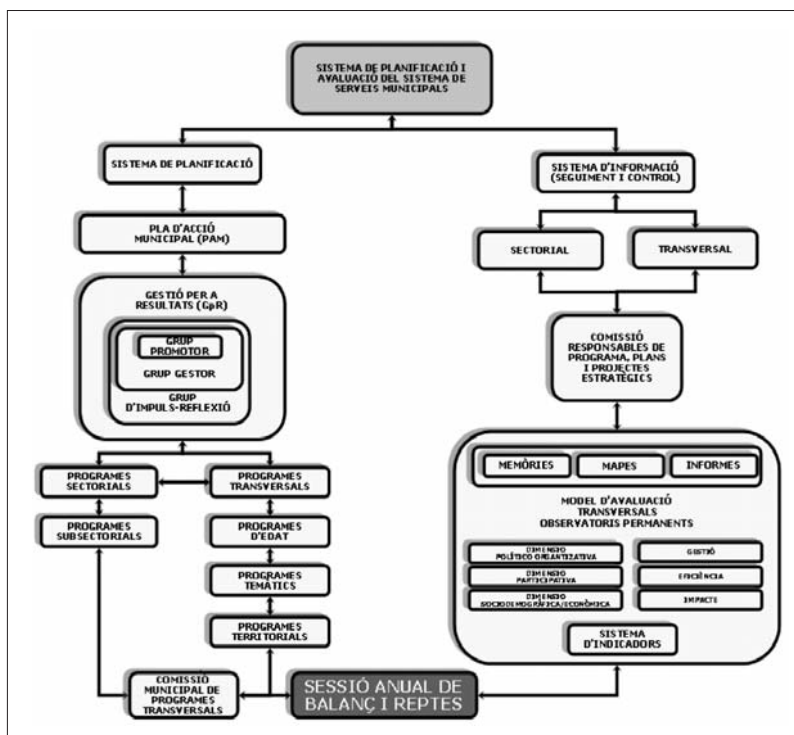 SISTEMA DE PLANIFICACIÓ I
AVALUACIÓ DEL SISTEMA DE
SERVEIS MUNICIPALS
SISTEMA DE PLANIFICACIÓ
PLA D'ACCIÓ
MUNICIPAL (PAM)
GESTIÓ PER A
RESULTATS (GpR)
GRUP
PROMOTOR
GRUP GESTOR
GRUP
D'IMPULS-REFLEXIÓ
PROGRAMES
SECTORIALS
PROGRAMES
TRANSVERSALS
PROGRAMES
SUBSECTORIALS
PROGRAMES
D'EDAT
PROGRAMES
TEMÀTICS
PROGRAMES
TERRITORIALS
COMISSIÓ
MUNICIPAL DE
PROGRAMES
TRANSVERSALS
SESSIÓ ANUAL DE
BALANÇ I REPTES
SISTEMA D'INFORMACIÓ
(SEGUIMENT I CONTROL)
SECTORIAL
TRANSVERSAL
COMISSIÓ
RESPONSABLES DE
PROGRAMA, PLANS
I PROJECTES
ESTRATÈGICS
MEMÒRIES
MAPES
INFORMES
MODEL D'AVALUACIÓ
TRANSVERSALS
OBSERVATORIS PERMANENTS
DIMENSIO
POLÍTICO ORGANTIZATIVA
GESTIÓ
DIMENSIO
PARTICIPATIVA
EFICIÈNCIA
DIMENSIO
SOCIODEMOGRÀFICA/ECONÒMICA
IMPACTE
SISTEMA
D'INDICADORS